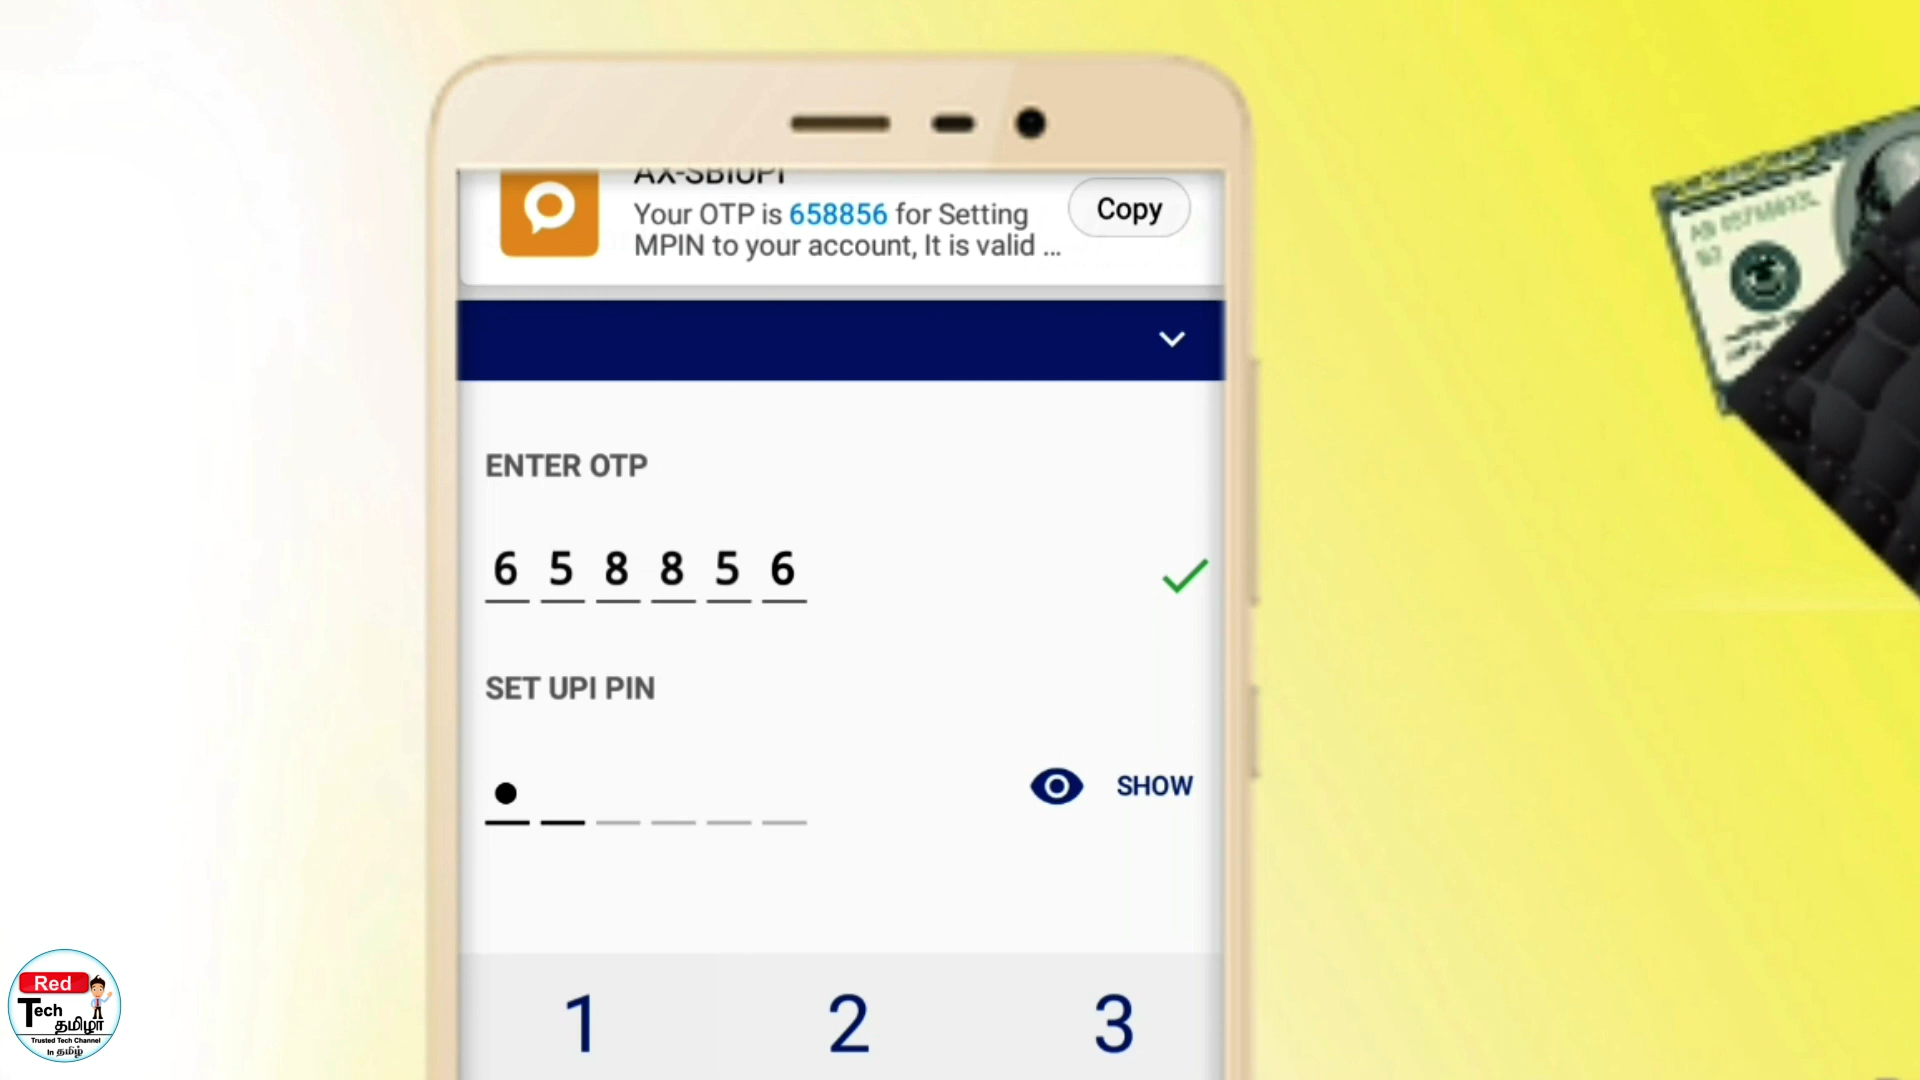 AX-SBIUPI
Your OTP is 658856 for Setting
MPIN to your account, It is valid ...
Copy
ENTER OTP
6 5 8 8 5 6
SET UPI PIN
SHOW
1 2 3
Red
Tech
தமிழா
Trusted Tech Channel
In தமிழ்